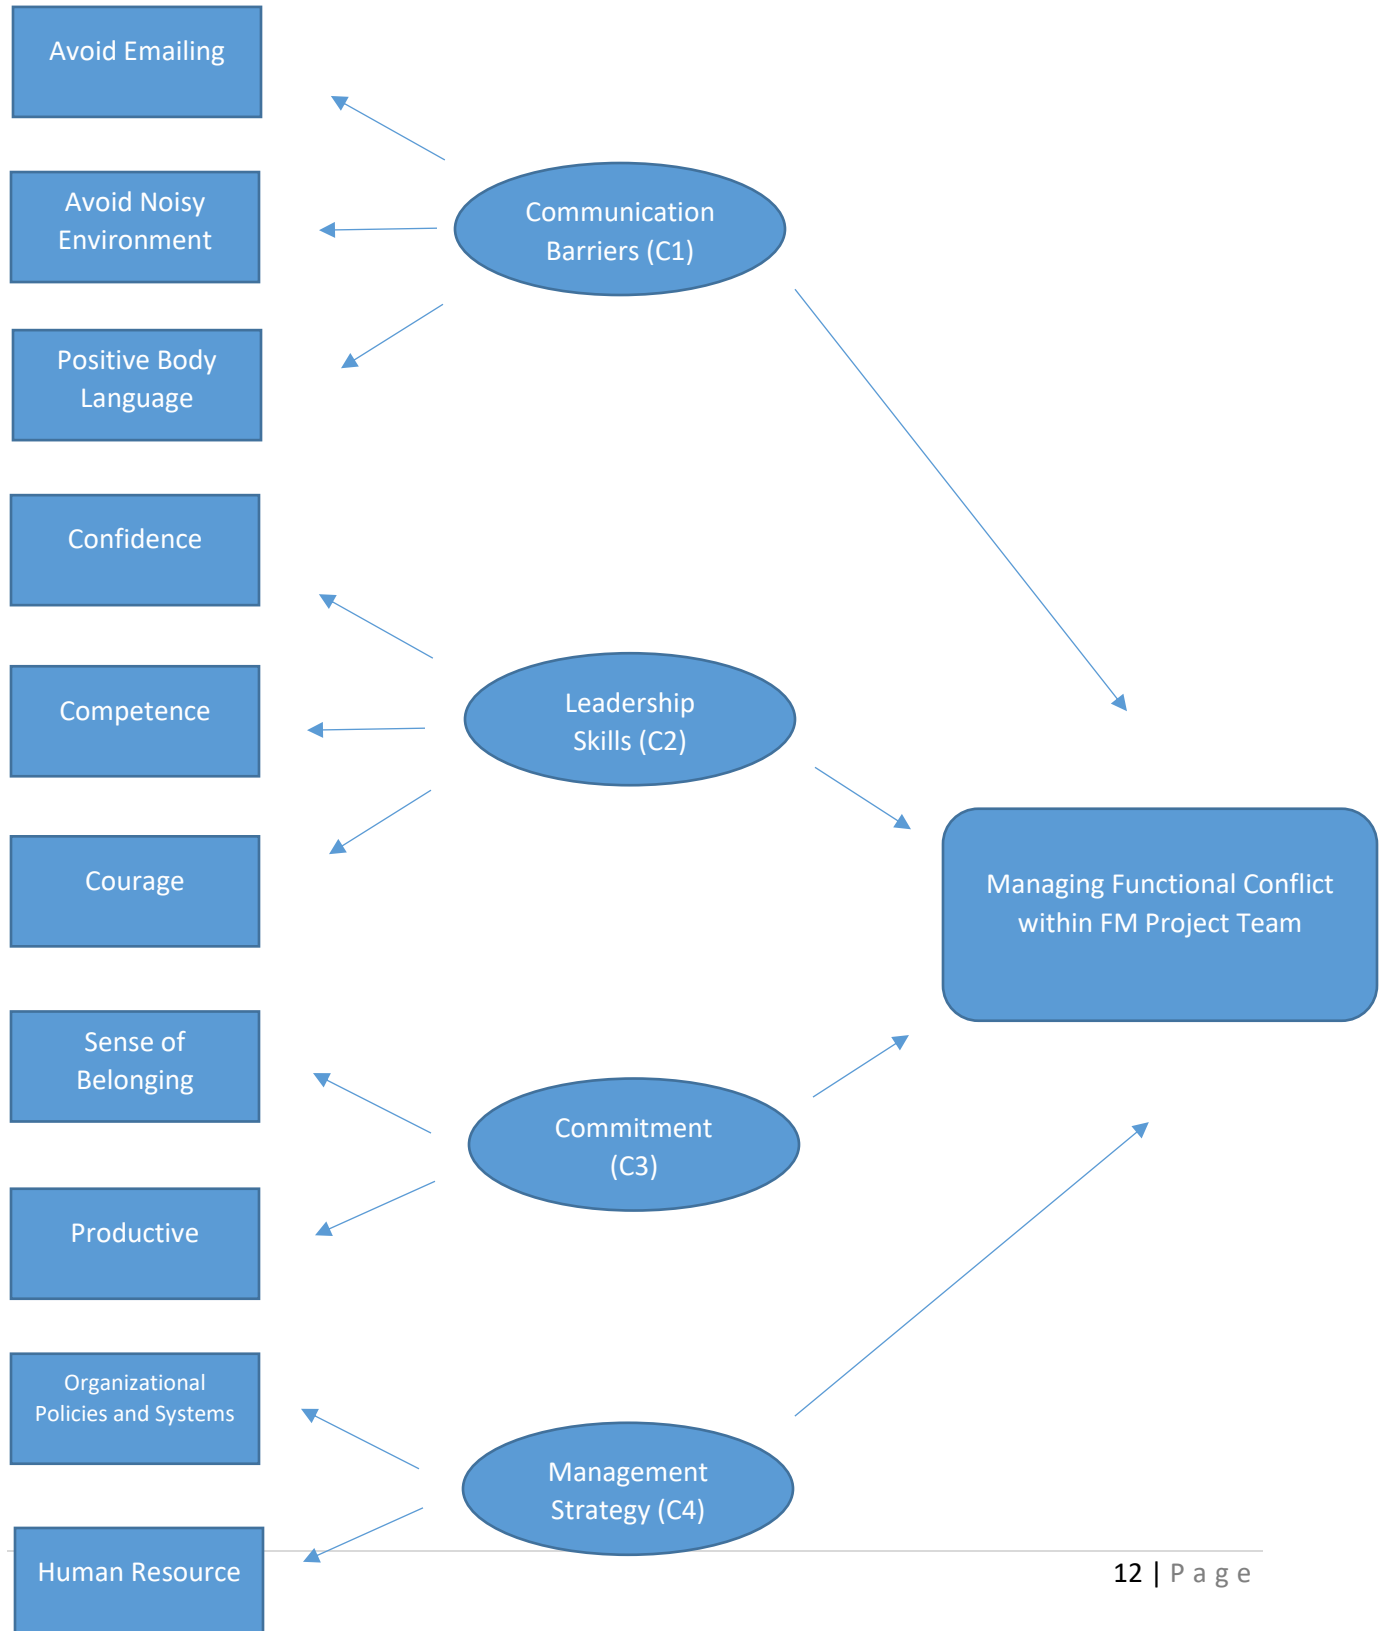 Avoid Emailing
Avoid Noisy
Environment
Positive Body
Language
Confidence
Competence
Courage
Sense of
Belonging
Productive
Organizational
Policies and Systems
Human Resource
Communication
Barriers (C1)
Leadership
Skills (C2)
Commitment
(C3)
Management
Strategy (C4)
Managing Functional Conflict
within FM Project Team
12 | P a g e